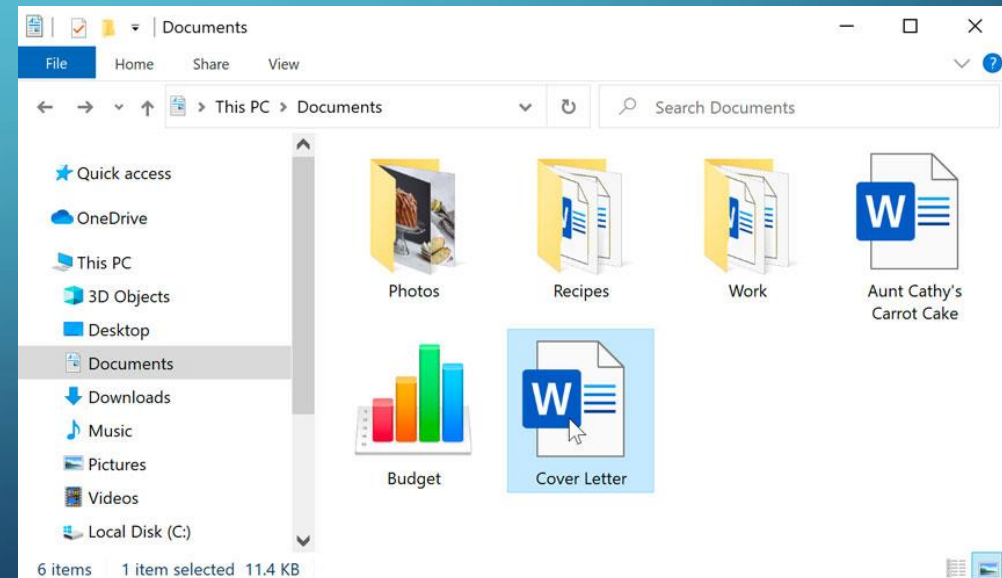 Documents
File Home Share View
?
This PC > Documents
Search Documents
Quick access
OneDrive
This PC
3D Objects
Desktop
Documents
Downloads
Music
Pictures
Videos
Local Disk (C:)
Photos
Recipes
Work
Aunt Cathy's
Carrot Cake
Budget
Cover Letter
W
W
W
W
6 items 1 item selected 11.4 KB